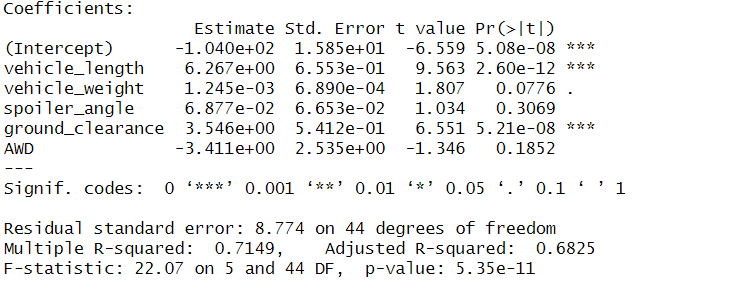 Coefficients:
                   Estimate Std. Error t value Pr(>|t|)
(Intercept)      -1.040e+02  1.585e+01  -6.559 5.08e-08 ***
vehicle_length    6.267e+00  6.553e-01   9.563 2.60e-12 ***
vehicle_weight    1.245e-03  6.890e-04   1.807   0.0776 .
spoiler_angle     6.877e-02  6.653e-02   1.034   0.3069
ground_clearance  3.546e+00  5.412e-01   6.551 5.21e-08 ***
AWD              -3.411e+00  2.535e+00  -1.346   0.1852
---
Signif. codes:  0 ‘***’ 0.001 ‘**’ 0.01 ‘*’ 0.05 ‘.’ 0.1 ‘ ’ 1
Residual standard error: 8.774 on 44 degrees of freedom
Multiple R-squared:  0.7149,    Adjusted R-squared:  0.6825
F-statistic: 22.07 on 5 and 44 DF,  p-value: 5.35e-11